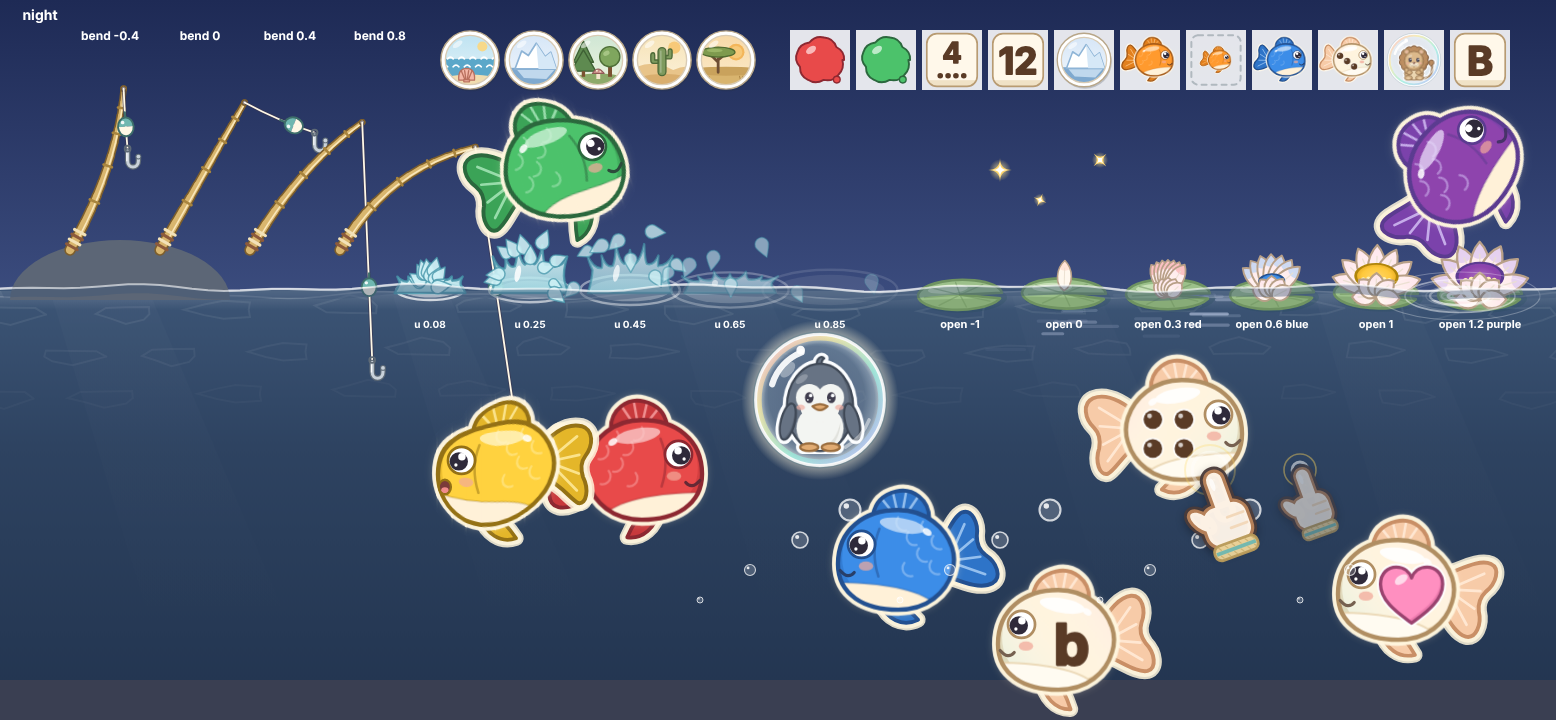 night
bend -0.4
bend 0
bend 0.4
bend 0.8
4
12
B
u 0.08
u 0.25
u 0.45
u 0.65
u 0.85
open -1
open 0
open 0.3 red
open 0.6 blue
open 1
open 1.2 purple
b